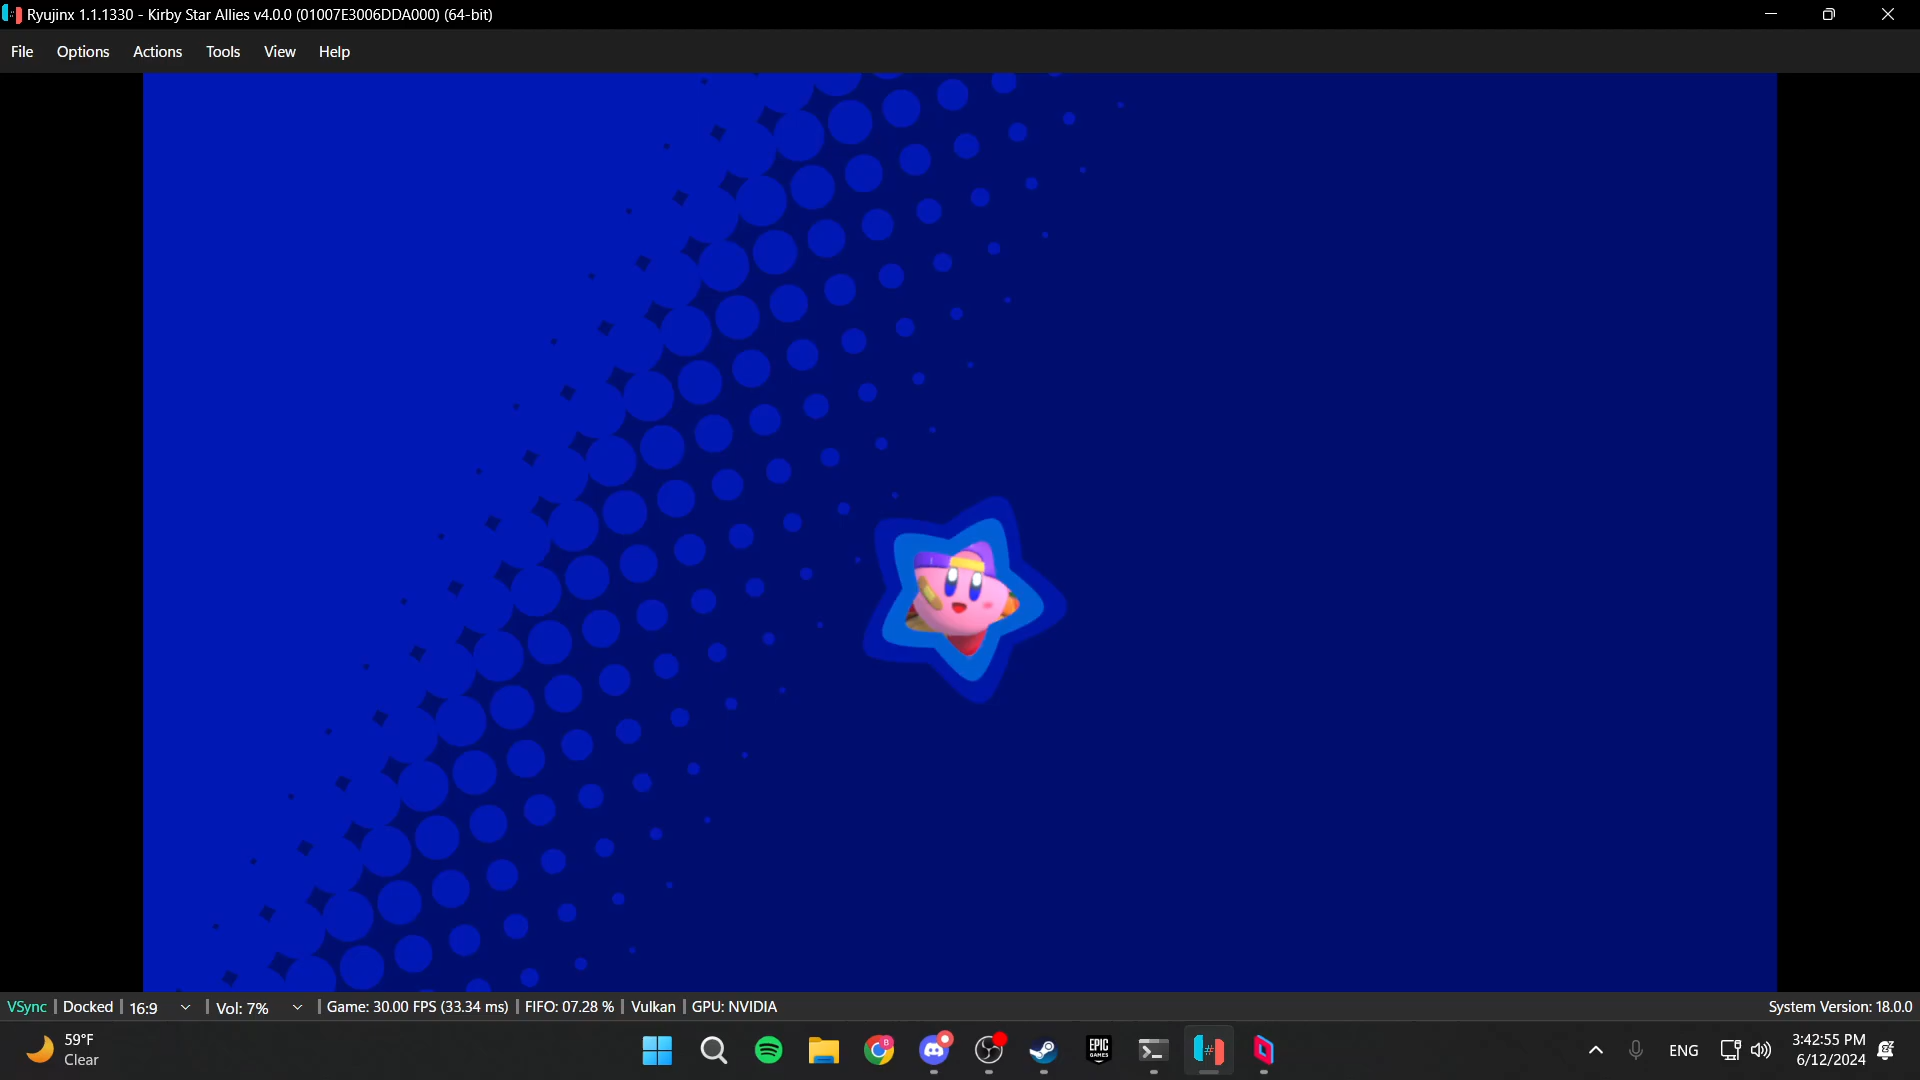 Ryujinx 1.1.1330 - Kirby Star Allies v4.0.0 (01007E3006DDA000) (64-bit)
File Options Actions Tools View Help
VSync | Docked | 16:9 | Vol: 7% | Game: 30.00 FPS (33.34 ms) | FIFO: 07.28 % | Vulkan | GPU: NVIDIA System Version: 18.0.0
59°F
Clear
EPIC
GAMES
ENG
3:42:55 PM
6/12/2024